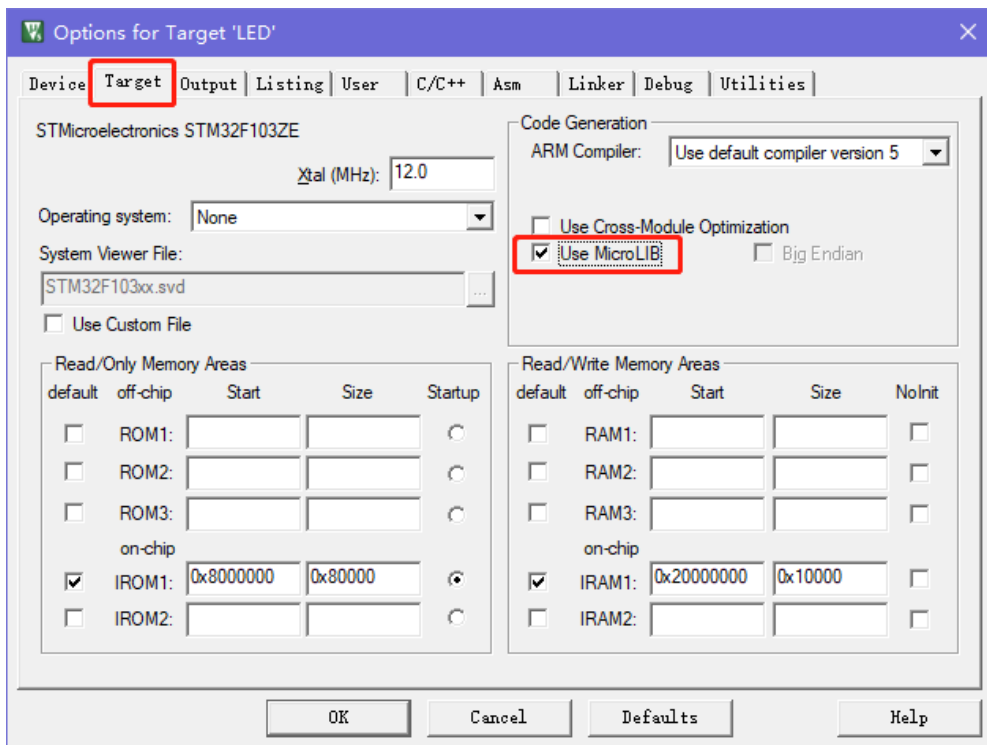 Options for Target 'LED'
Device Target Output Listing User C/C++ Asm Linker Debug Utilities
STMicroelectronics STM32F103ZE
Xtal (MHz): 12.0
Operating system: None
System Viewer File:
STM32F103xx.svd ...
Use Custom File
Code Generation
ARM Compiler: Use default compiler version 5
Use Cross-Module Optimization
Use MicroLIB Big Endian
Read/Only Memory Areas
default off-chip Start Size Startup
ROM1:
ROM2:
ROM3:
on-chip
IROM1: 0x8000000 0x80000
IROM2:
Read/Write Memory Areas
default off-chip Start Size NoInit
RAM1:
RAM2:
RAM3:
on-chip
IRAM1: 0x20000000 0x10000
IRAM2:
OK Cancel Defaults Help